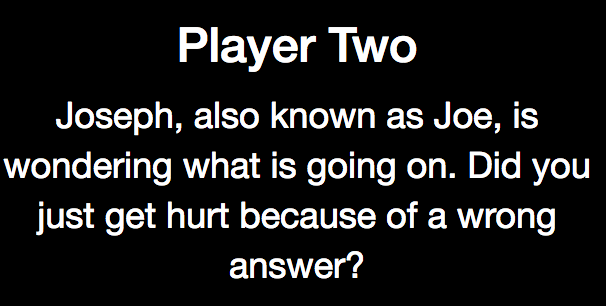 Player Two
Joseph, also known as Joe, is
wondering what is going on. Did you
just get hurt because of a wrong
answer?